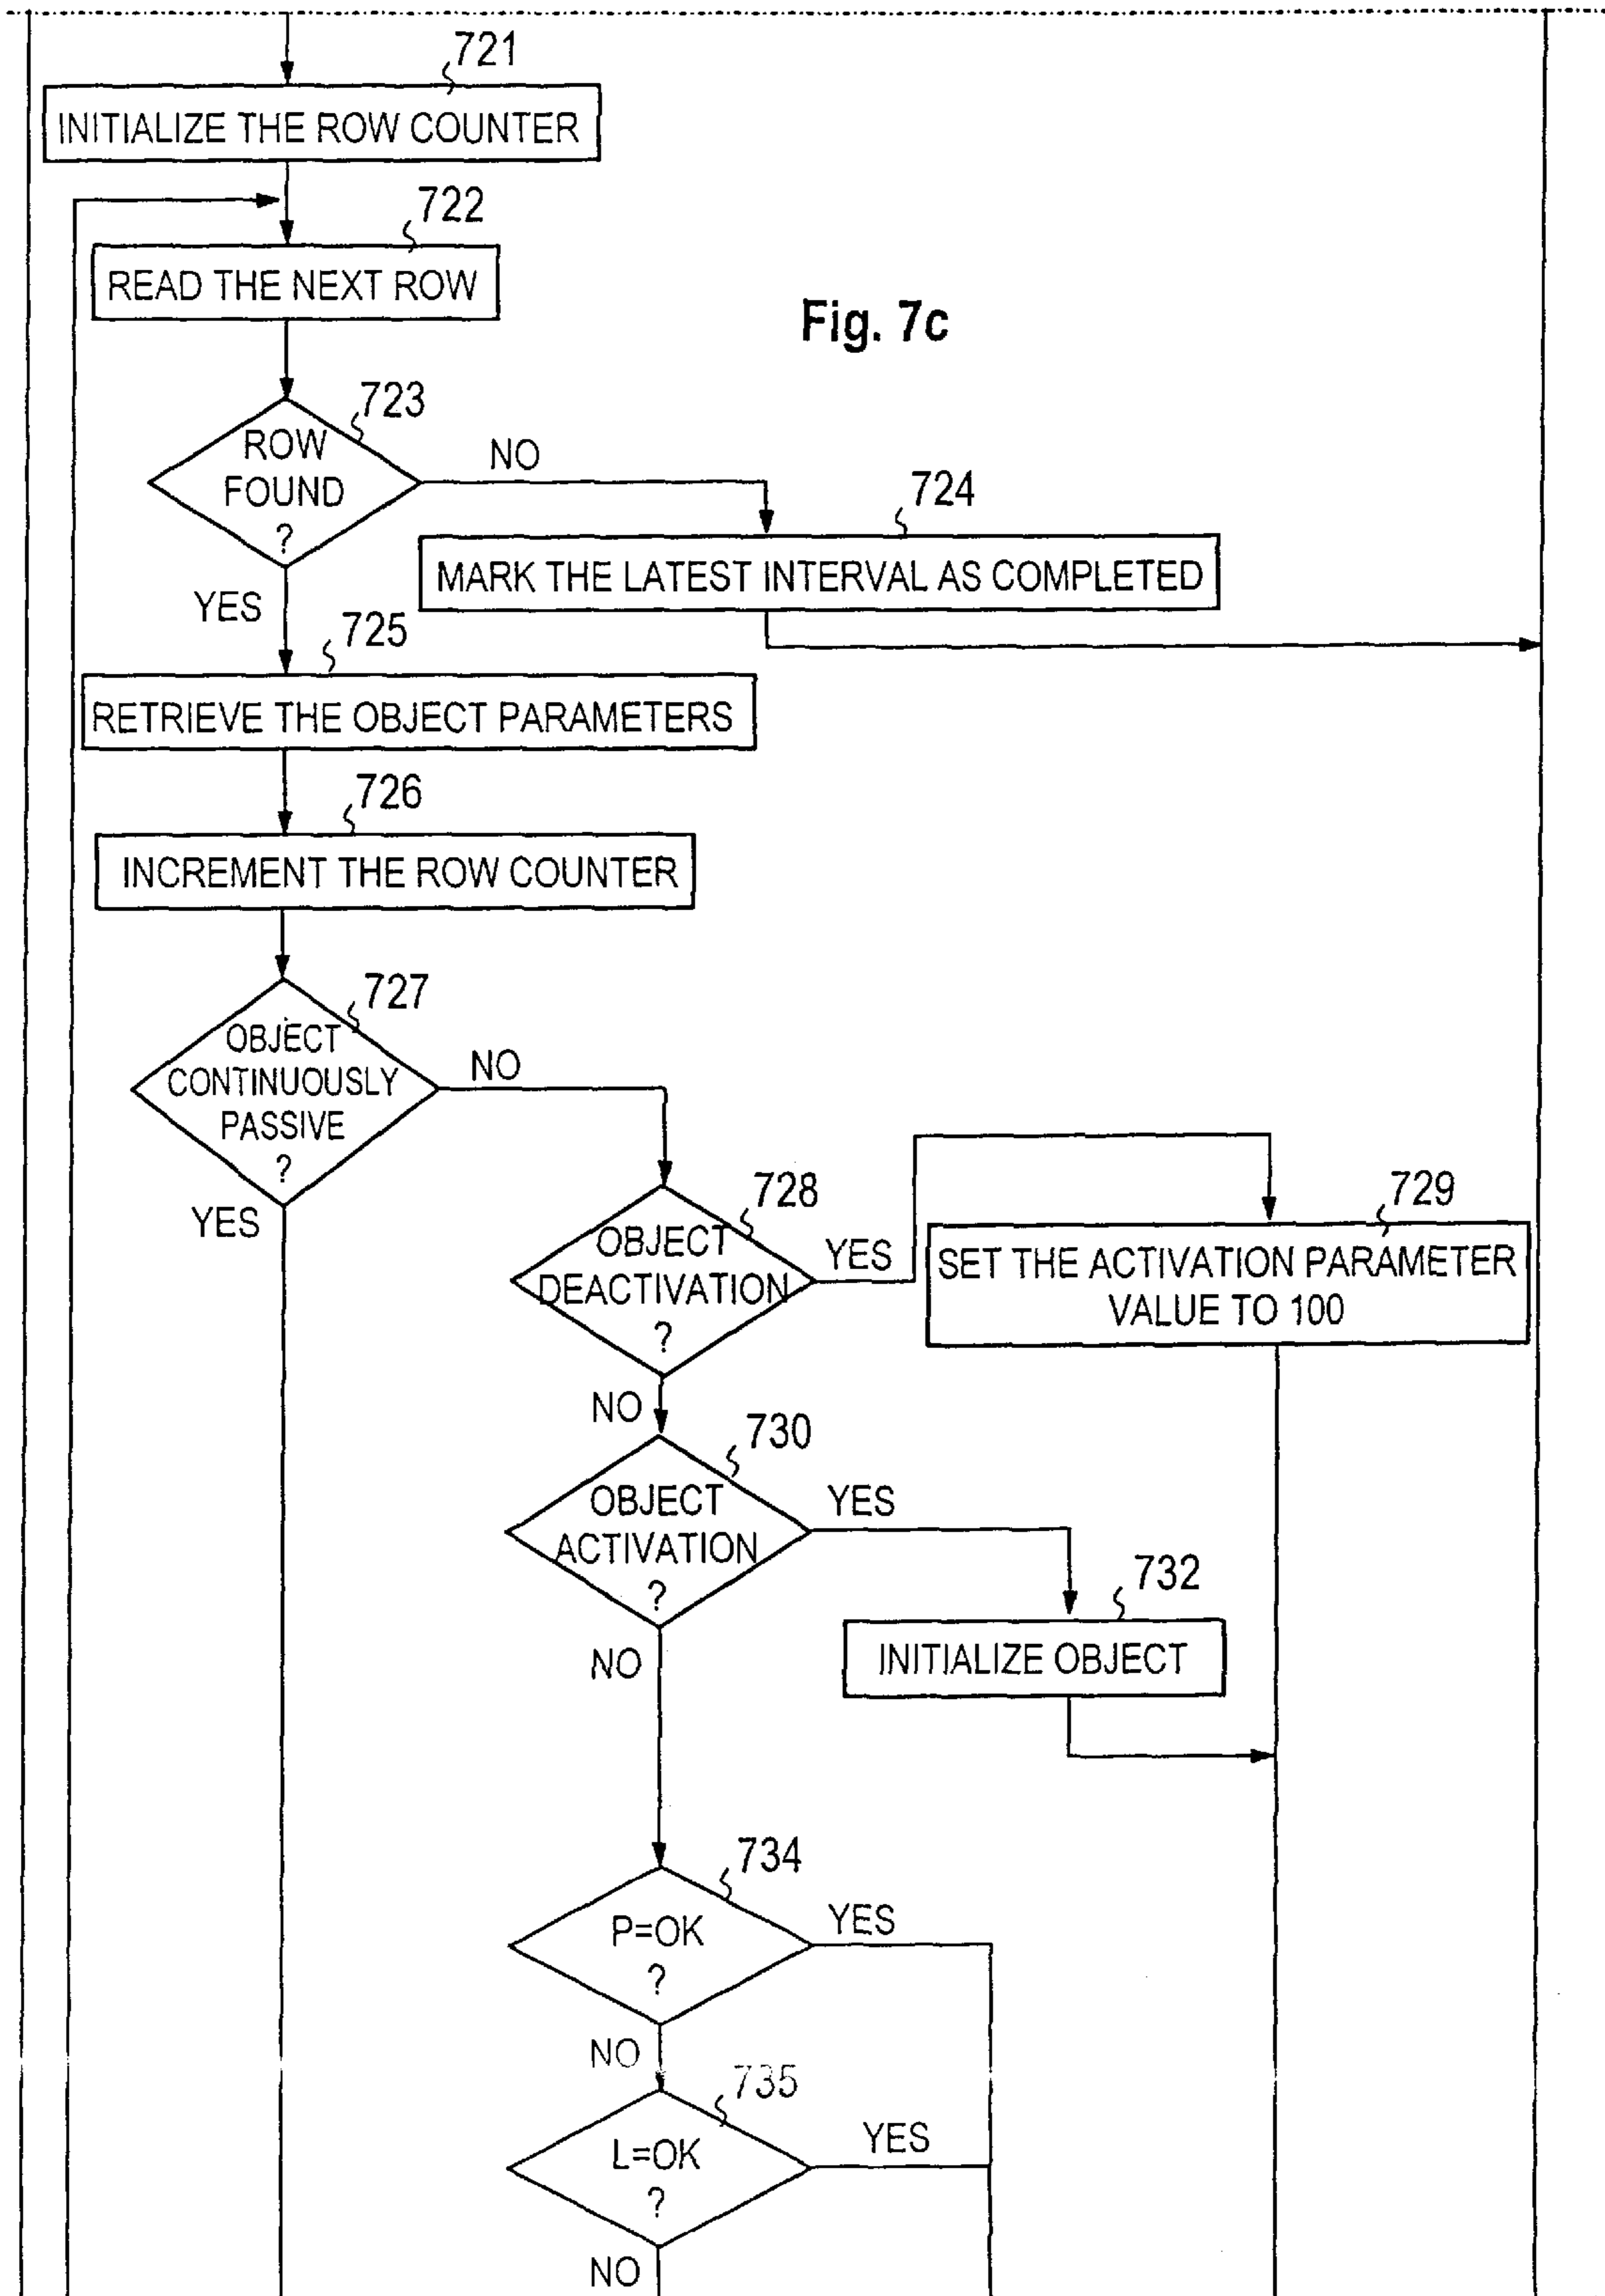 721
INITIALIZE THE ROW COUNTER
722
READ THE NEXT ROW
Fig. 7c
723
ROW
FOUND
?
NO
724
MARK THE LATEST INTERVAL AS COMPLETED
YES
725
RETRIEVE THE OBJECT PARAMETERS
726
INCREMENT THE ROW COUNTER
727
OBJECT
CONTINUOUSLY
PASSIVE
?
NO
YES
728
OBJECT
DEACTIVATION
?
YES
729
SET THE ACTIVATION PARAMETER
VALUE TO 100
NO
730
OBJECT
ACTIVATION
?
YES
732
INITIALIZE OBJECT
NO
734
P=OK
?
YES
NO
735
L=OK
?
YES
NO